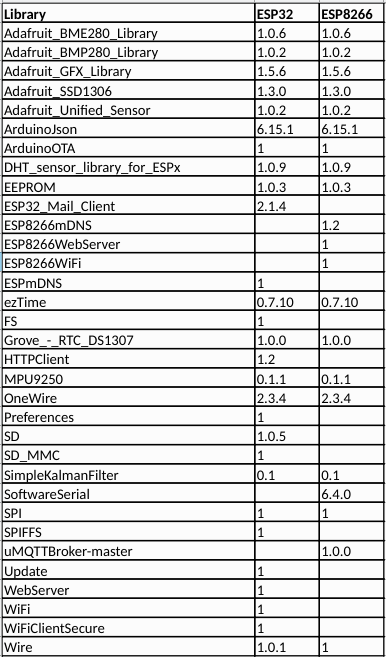 Library ESP32 ESP8266
Adafruit_BME280_Library 1.0.6 1.0.6
Adafruit_BMP280_Library 1.0.2 1.0.2
Adafruit_GFX_Library 1.5.6 1.5.6
Adafruit_SSD1306 1.3.0 1.3.0
Adafruit_Unified_Sensor 1.0.2 1.0.2
ArduinoJson 6.15.1 6.15.1
ArduinoOTA 1 1
DHT_sensor_library_for_ESPx 1.0.9 1.0.9
EEPROM 1.0.3 1.0.3
ESP32_Mail_Client 2.1.4
ESP8266mDNS 1.2
ESP8266WebServer 1
ESP8266WiFi 1
ESPmDNS 1
ezTime 0.7.10 0.7.10
FS 1
Grove_-_RTC_DS1307 1.0.0 1.0.0
HTTPClient 1.2
MPU9250 0.1.1 0.1.1
OneWire 2.3.4 2.3.4
Preferences 1
SD 1.0.5
SD_MMC 1
SimpleKalmanFilter 0.1 0.1
SoftwareSerial 6.4.0
SPI 1 1
SPIFFS 1
uMQTTBroker-master 1.0.0
Update 1
WebServer 1
WiFi 1
WiFiClientSecure 1
Wire 1.0.1 1